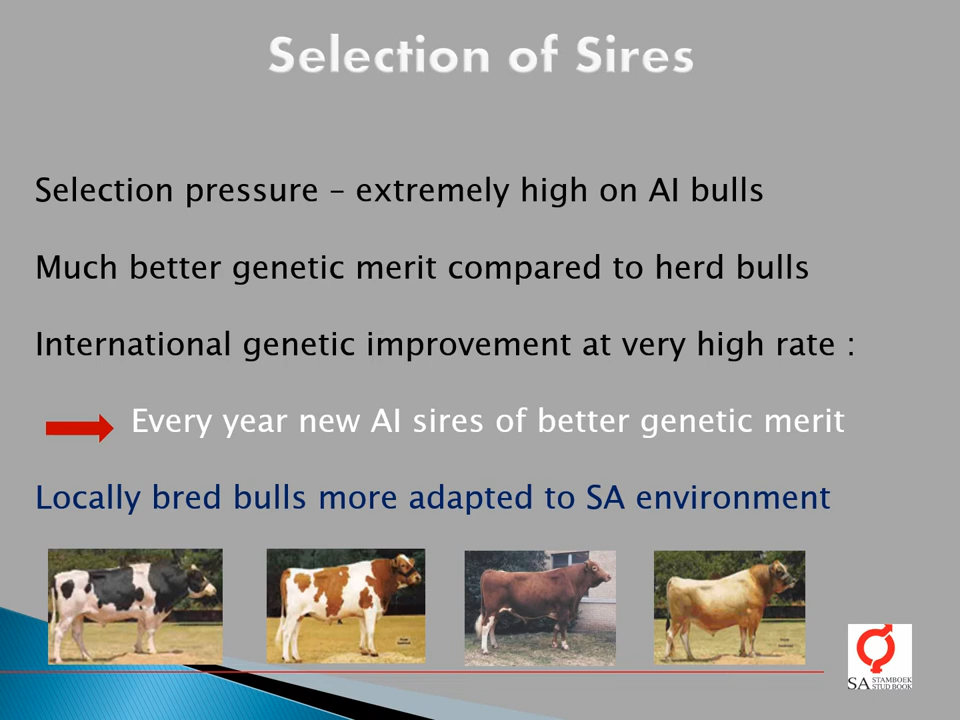 Selection of Sires
Selection pressure – extremely high on AI bulls
Much better genetic merit compared to herd bulls
International genetic improvement at very high rate :
Every year new AI sires of better genetic merit
Locally bred bulls more adapted to SA environment
SA STAMBOEK
STUD BOOK